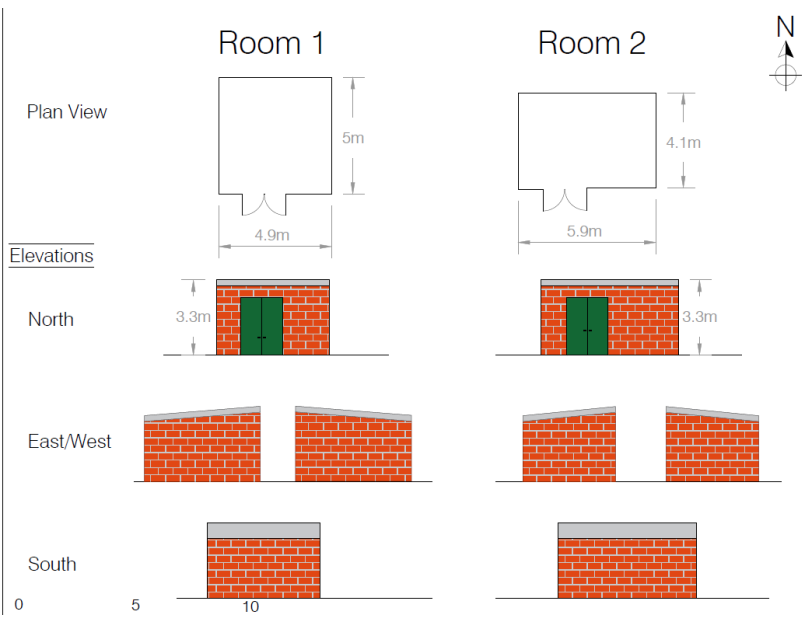 Room 1
Room 2
N
Plan View
5m
4.1m
4.9m
5.9m
Elevations
North
3.3m
3.3m
East/West
South
0 5 10